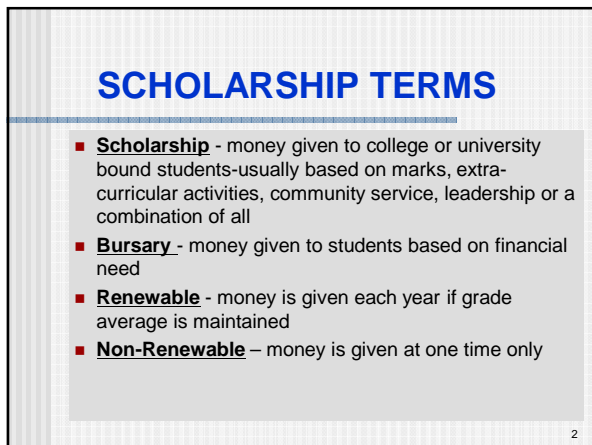 SCHOLARSHIP TERMS
Scholarship - money given to college or university
bound students-usually based on marks, extra-
curricular activities, community service, leadership or a
combination of all
Bursary - money given to students based on financial
need
Renewable - money is given each year if grade
average is maintained
Non-Renewable – money is given at one time only
2